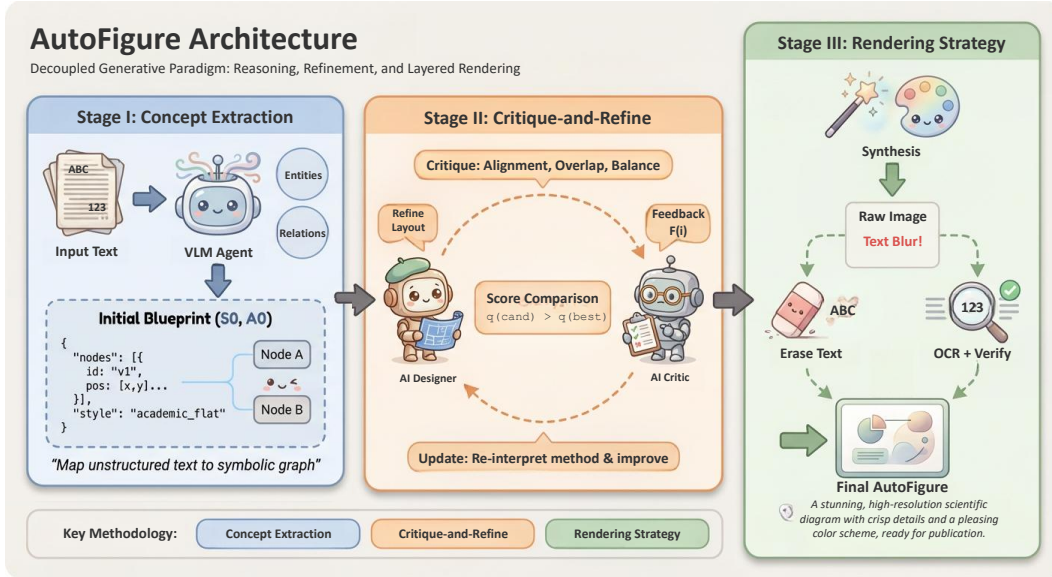 AutoFigure Architecture
Decoupled Generative Paradigm: Reasoning, Refinement, and Layered Rendering
Stage I: Concept Extraction
ABC
123
Input Text
VLM Agent
Entities
Relations
Initial Blueprint (S0, A0)
{
"nodes": [{
id: "v1",
pos: [x,y]...
}],
"style": "academic_flat"
}
Node A
Node B
"Map unstructured text to symbolic graph"
Stage II: Critique-and-Refine
Critique: Alignment, Overlap, Balance
Refine
Layout
Feedback
F(i)
Score Comparison
q(cand) > q(best)
AI Designer
AI Critic
Update: Re-interpret method & improve
Stage III: Rendering Strategy
Synthesis
Raw Image
Text Blur!
ABC
Erase Text
123
OCR + Verify
Final AutoFigure
A stunning, high-resolution scientific
diagram with crisp details and a pleasing
color scheme, ready for publication.
Key Methodology:
Concept Extraction
Critique-and-Refine
Rendering Strategy